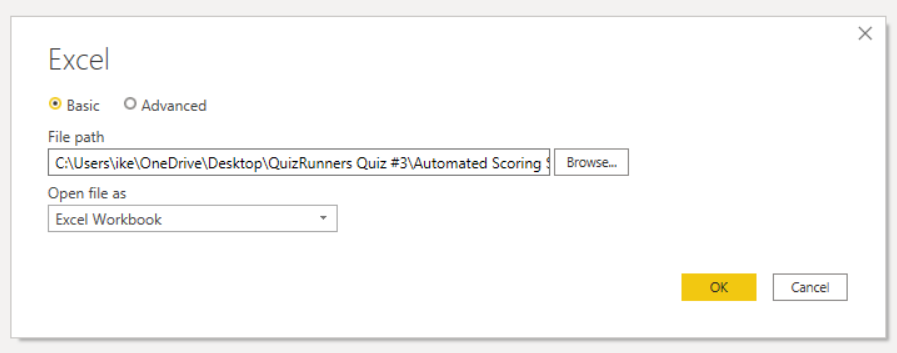 Excel
Basic Advanced
File path
C:\Users\ike\OneDrive\Desktop\QuizRunners Quiz #3\Automated Scoring Browse...
Open file as
Excel Workbook
OK Cancel